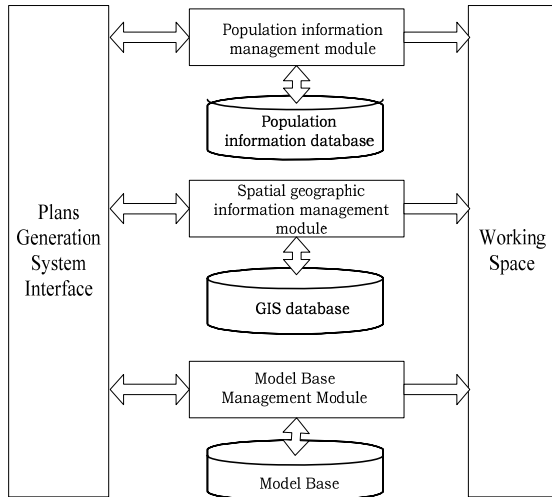 Population information
management module
Population
information database
Plans
Generation
System
Interface
Spatial geographic
information management
module
Working
Space
GIS database
Model Base
Management Module
Model Base